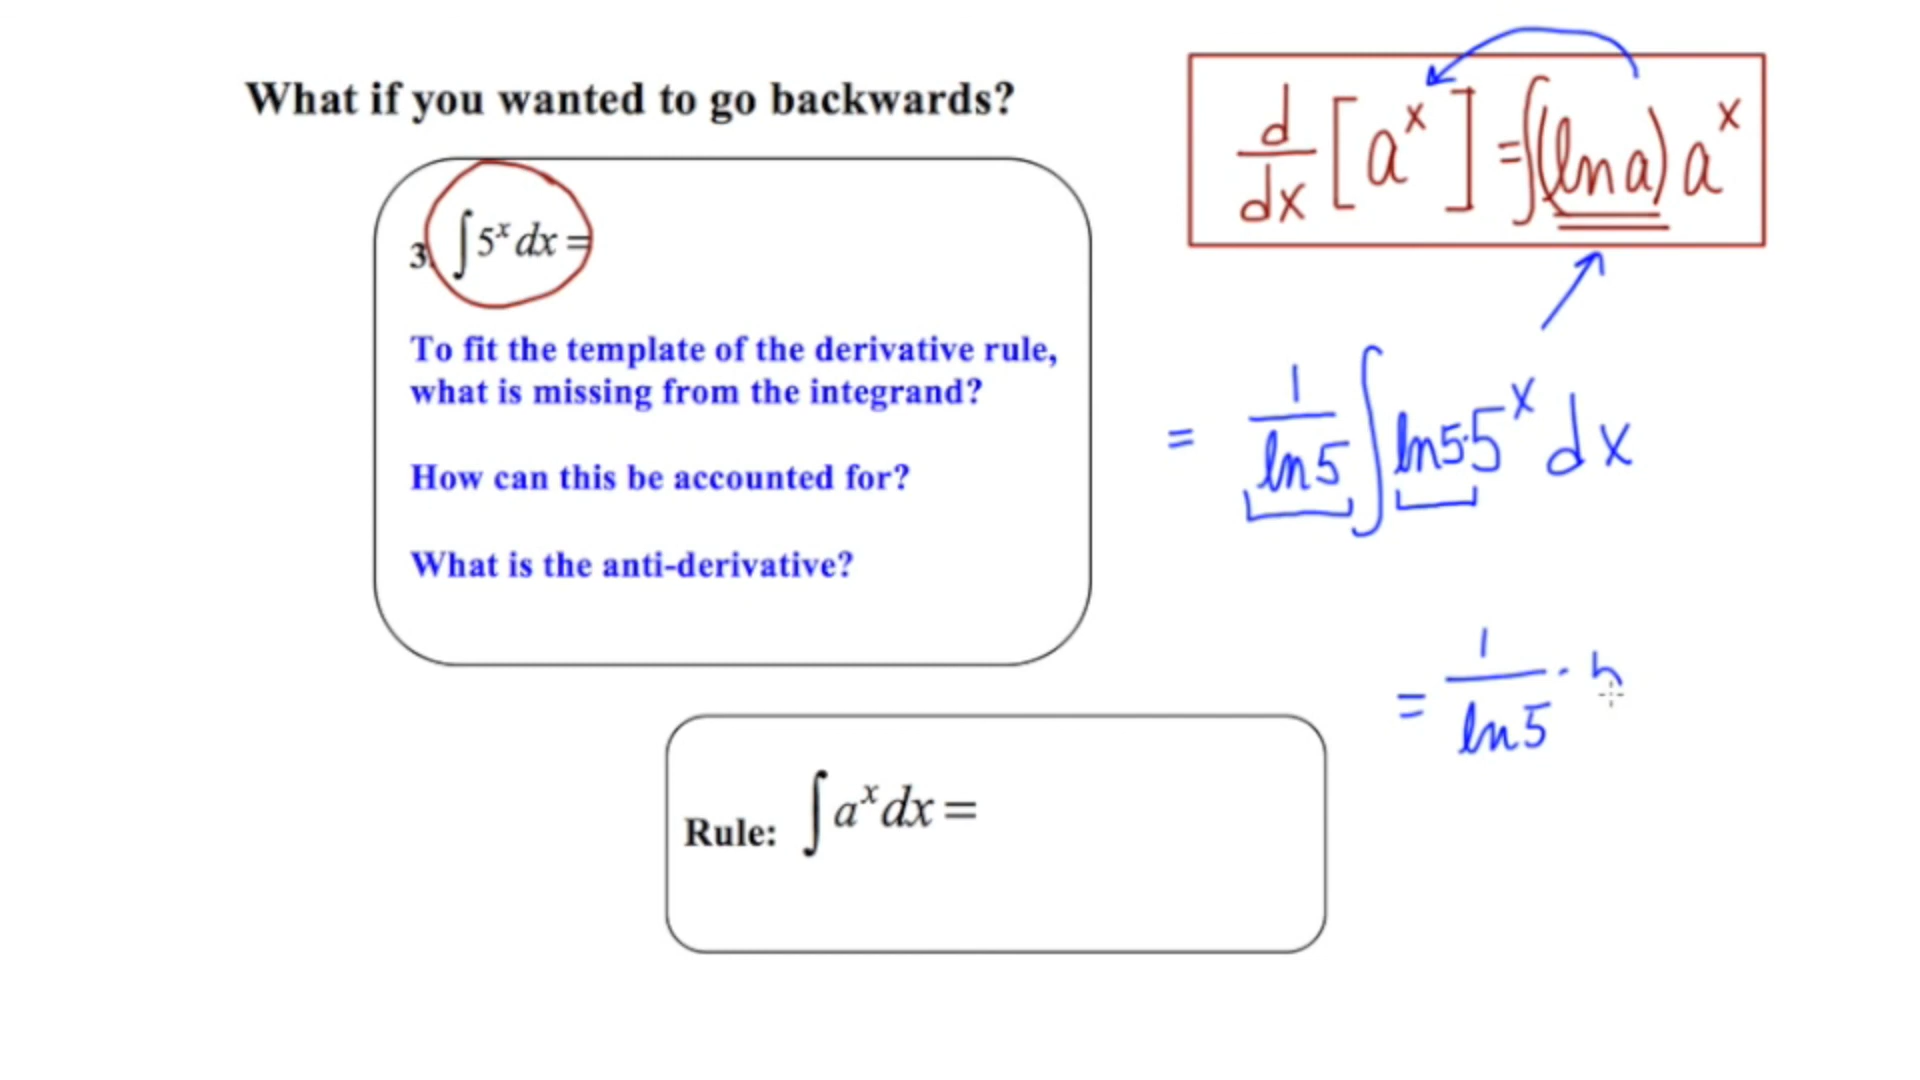 What if you wanted to go backwards?
d/dx [a^x] = ∫(ln a) a^x
3. ∫ 5^x dx =
To fit the template of the derivative rule,
what is missing from the integrand?
How can this be accounted for?
What is the anti-derivative?
= 1/ln5 ∫ ln5·5^x dx
= 1/ln5 ·
Rule: ∫ a^x dx =